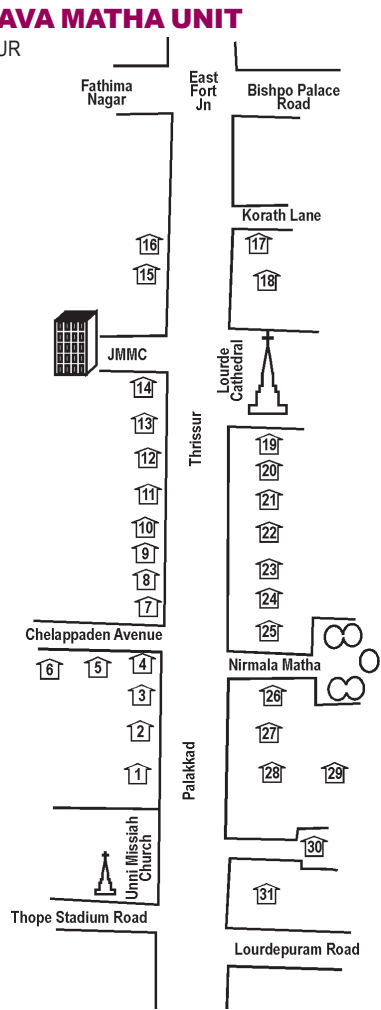 AVA MATHA UNIT
UR
Fathima
Nagar
East
Fort
Jn
Bishpo Palace
Road
Korath Lane
16
17
15
18
JMMC
Lourde
Cathedral
14
13
Thrissur
12
11
10
9
8
7
19
20
21
22
23
24
25
Chelappaden Avenue
Nirmala Matha
6
5
4
3
2
1
26
27
28
29
Palakkad
30
Unni Missiah
Church
31
Thope Stadium Road
Lourdepuram Road